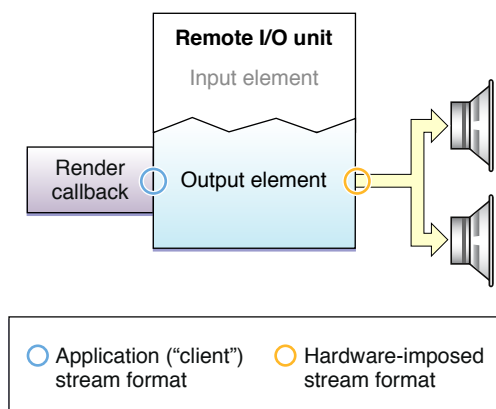 Remote I/O unit
Input element
Render
callback
Output element
Application (“client”)
stream format
Hardware-imposed
stream format